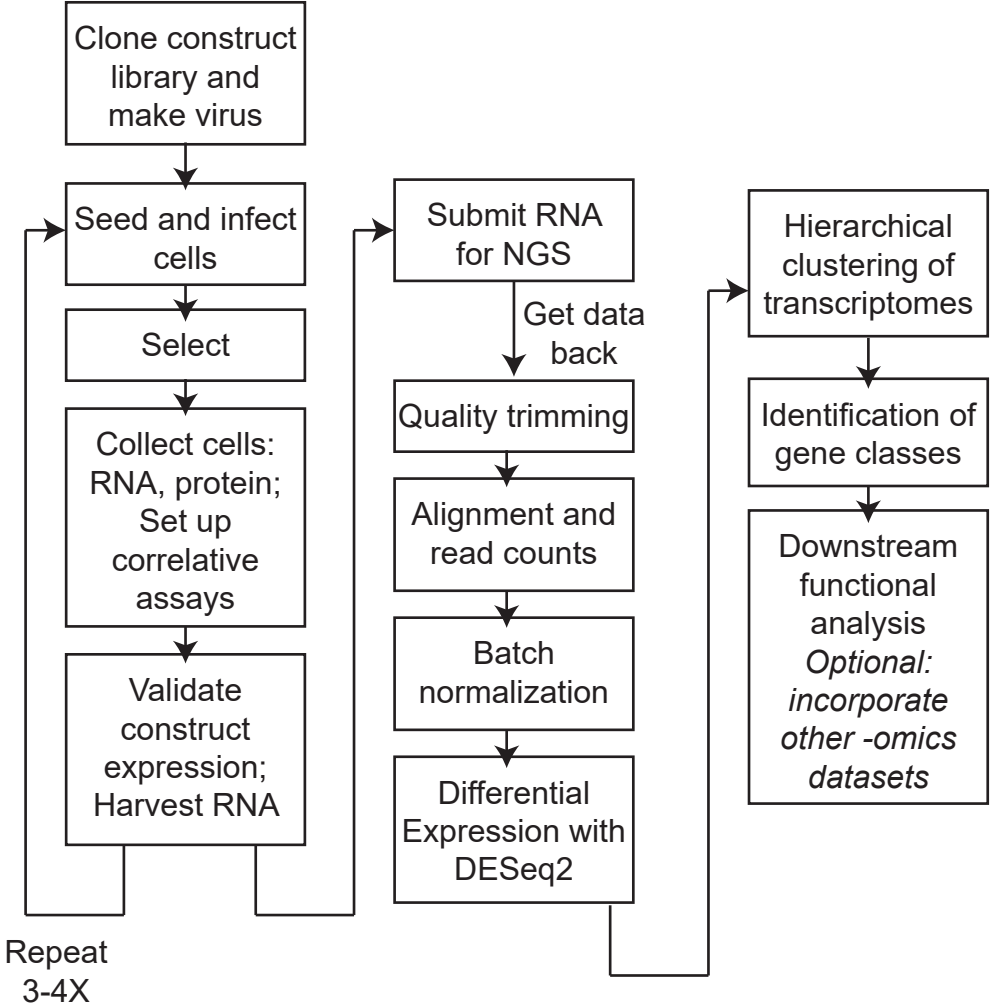 Clone construct
library and
make virus
Seed and infect
cells
Select
Collect cells:
RNA, protein;
Set up
correlative
assays
Validate
construct
expression;
Harvest RNA
Repeat
3-4X
Submit RNA
for NGS
Get data
back
Quality trimming
Alignment and
read counts
Batch
normalization
Differential
Expression with
DESeq2
Hierarchical
clustering of
transcriptomes
Identification of
gene classes
Downstream
functional
analysis
Optional:
incorporate
other -omics
datasets